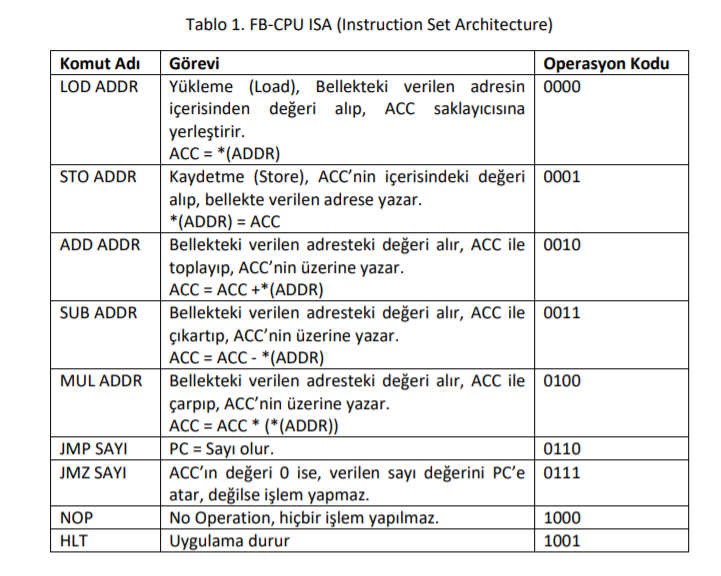 Tablo 1. FB-CPU ISA (Instruction Set Architecture)
Komut Adı Görevi Operasyon Kodu
LOD ADDR Yükleme (Load), Bellekteki verilen adresin 0000
içerisinden değeri alıp, ACC saklayıcısına
yerleştirir.
ACC = *(ADDR)
STO ADDR Kaydetme (Store), ACC’nin içerisindeki değeri 0001
alıp, bellekte verilen adrese yazar.
*(ADDR) = ACC
ADD ADDR Bellekteki verilen adresteki değeri alır, ACC ile 0010
toplayıp, ACC’nin üzerine yazar.
ACC = ACC +*(ADDR)
SUB ADDR Bellekteki verilen adresteki değeri alır, ACC ile 0011
çıkartıp, ACC’nin üzerine yazar.
ACC = ACC - *(ADDR)
MUL ADDR Bellekteki verilen adresteki değeri alır, ACC ile 0100
çarpıp, ACC’nin üzerine yazar.
ACC = ACC * (*(ADDR))
JMP SAYI PC = Sayı olur. 0110
JMZ SAYI ACC’ın değeri 0 ise, verilen sayı değerini PC’e 0111
atar, değilse işlem yapmaz.
NOP No Operation, hiçbir işlem yapılmaz. 1000
HLT Uygulama durur 1001